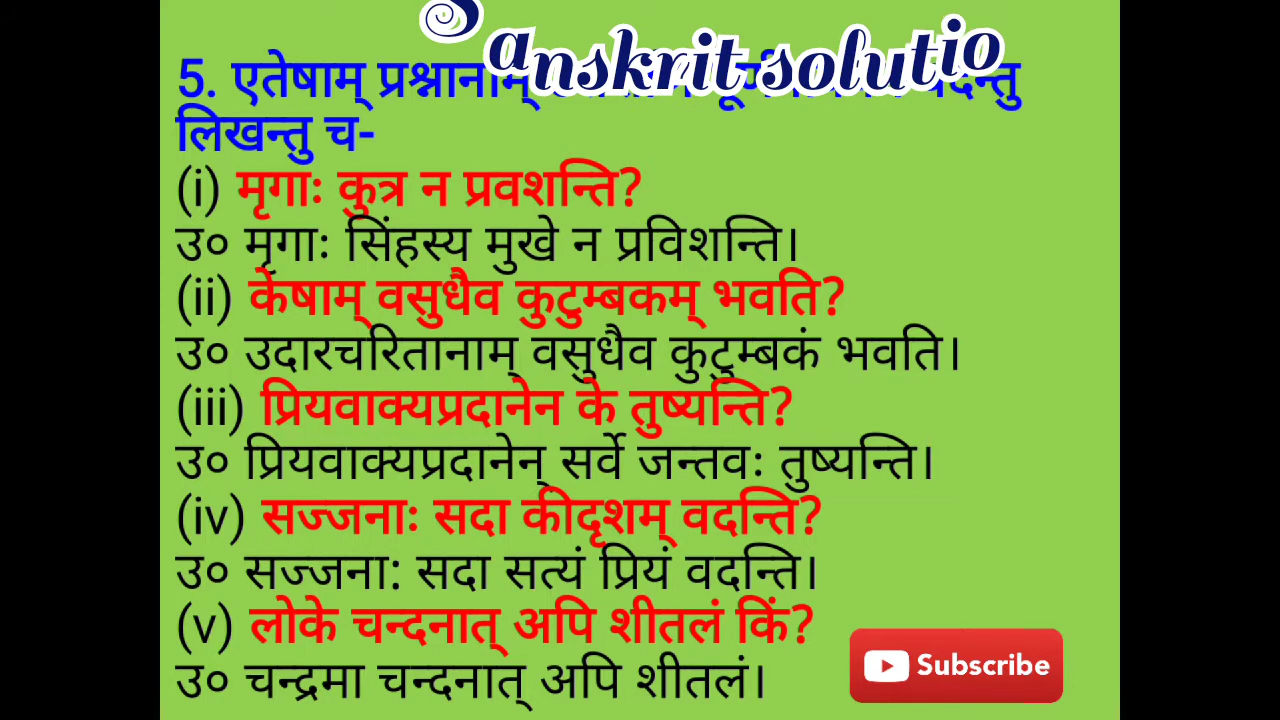 Sanskrit solutio
5. एतेषाम् प्रश्नानाम्
लिखन्तु च-
(i) मृगाः कुत्र न प्रवशन्ति?
उ० मृगाः सिंहस्य मुखे न प्रविशन्ति।
(ii) केषाम् वसुधैव कुटुम्बकम् भवति?
उ० उदारचरितानाम् वसुधैव कुटुम्बकं भवति।
(iii) प्रियवाक्यप्रदानेन के तुष्यन्ति?
उ० प्रियवाक्यप्रदानेन् सर्वे जन्तवः तुष्यन्ति।
(iv) सज्जनाः सदा कीदृशम् वदन्ति?
उ० सज्जना: सदा सत्यं प्रियं वदन्ति।
(v) लोके चन्दनात् अपि शीतलं किं?
उ० चन्द्रमा चन्दनात् अपि शीतलं।
Subscribe